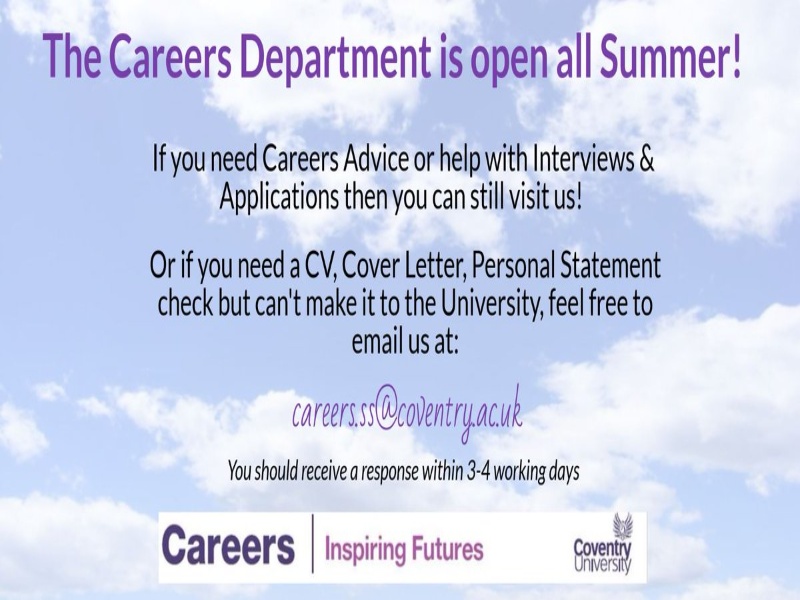 The Careers Department is open all Summer!
If you need Careers Advice or help with Interviews &
Applications then you can still visit us!
Or if you need a CV, Cover Letter, Personal Statement
check but can't make it to the University, feel free to
email us at:
careers.ss@coventry.ac.uk
You should receive a response within 3-4 working days
Careers | Inspiring Futures
Coventry
University